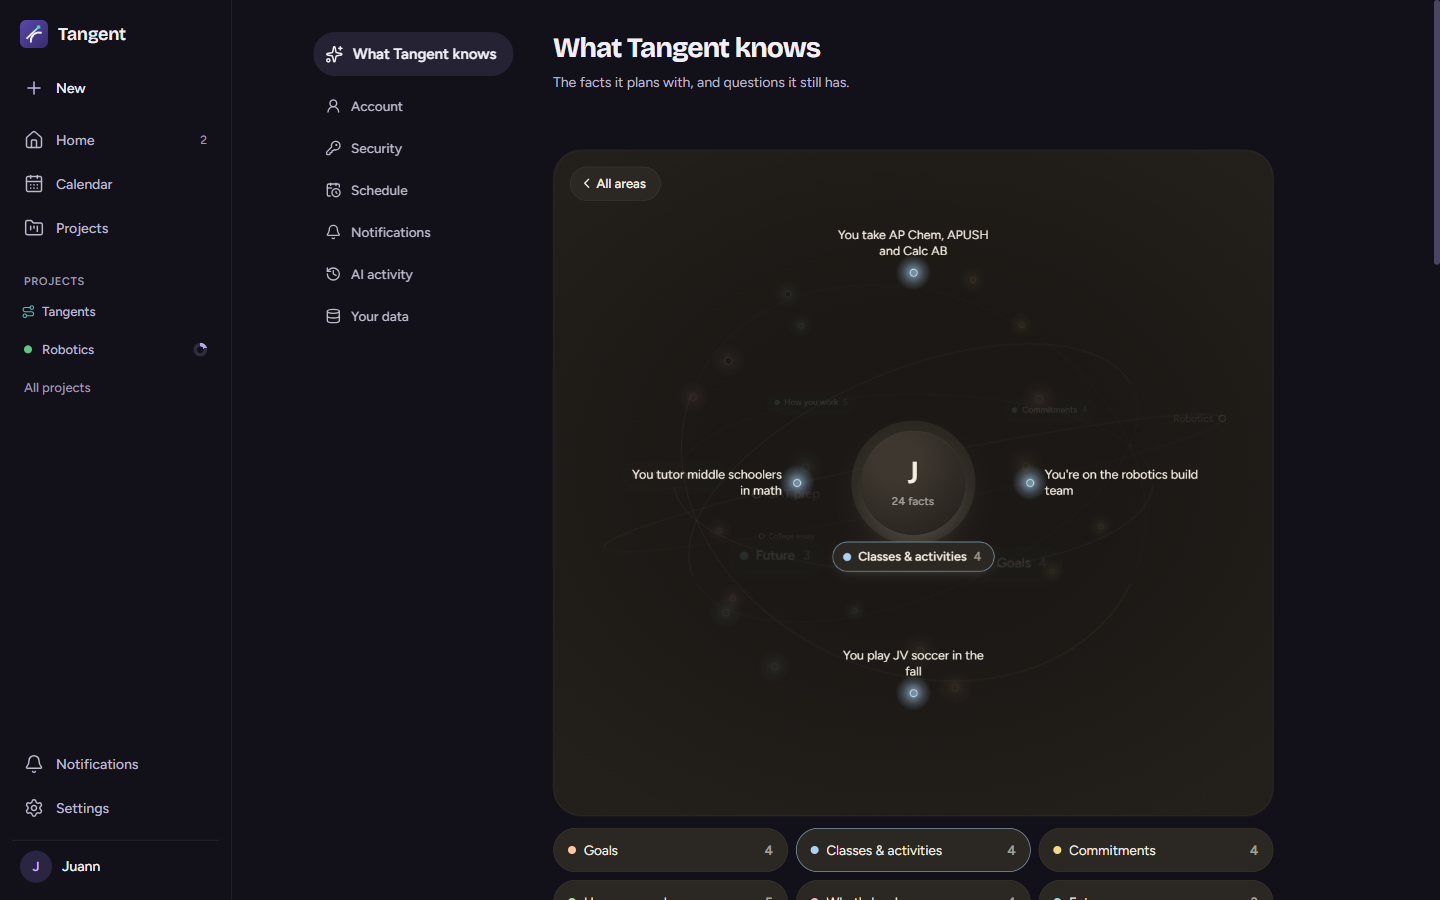 Tangent
New
Home 2
Calendar
Projects
PROJECTS
Tangents
Robotics
All projects
Notifications
Settings
J Juann
What Tangent knows
Account
Security
Schedule
Notifications
AI activity
Your data
What Tangent knows
The facts it plans with, and questions it still has.
All areas
You take AP Chem, APUSH
and Calc AB
How you work 5
Commitments 4
Robotics
J
24 facts
You tutor middle schoolers
in math
prep
You're on the robotics build
team
Future 3
Classes & activities 4
Goals 4
You play JV soccer in the
fall
Goals 4
Classes & activities 4
Commitments 4